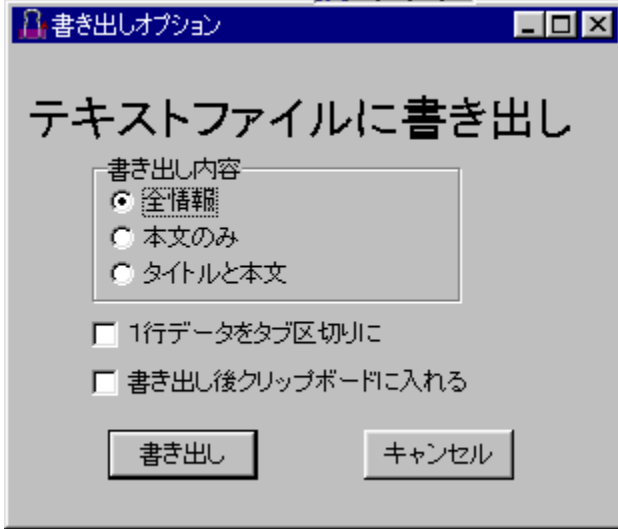 書き出しオプション
テキストファイルに書き出し
書き出し内容
全情報
本文のみ
タイトルと本文
1行データをタブ区切りに
書き出し後クリップボードに入れる
書き出し キャンセル